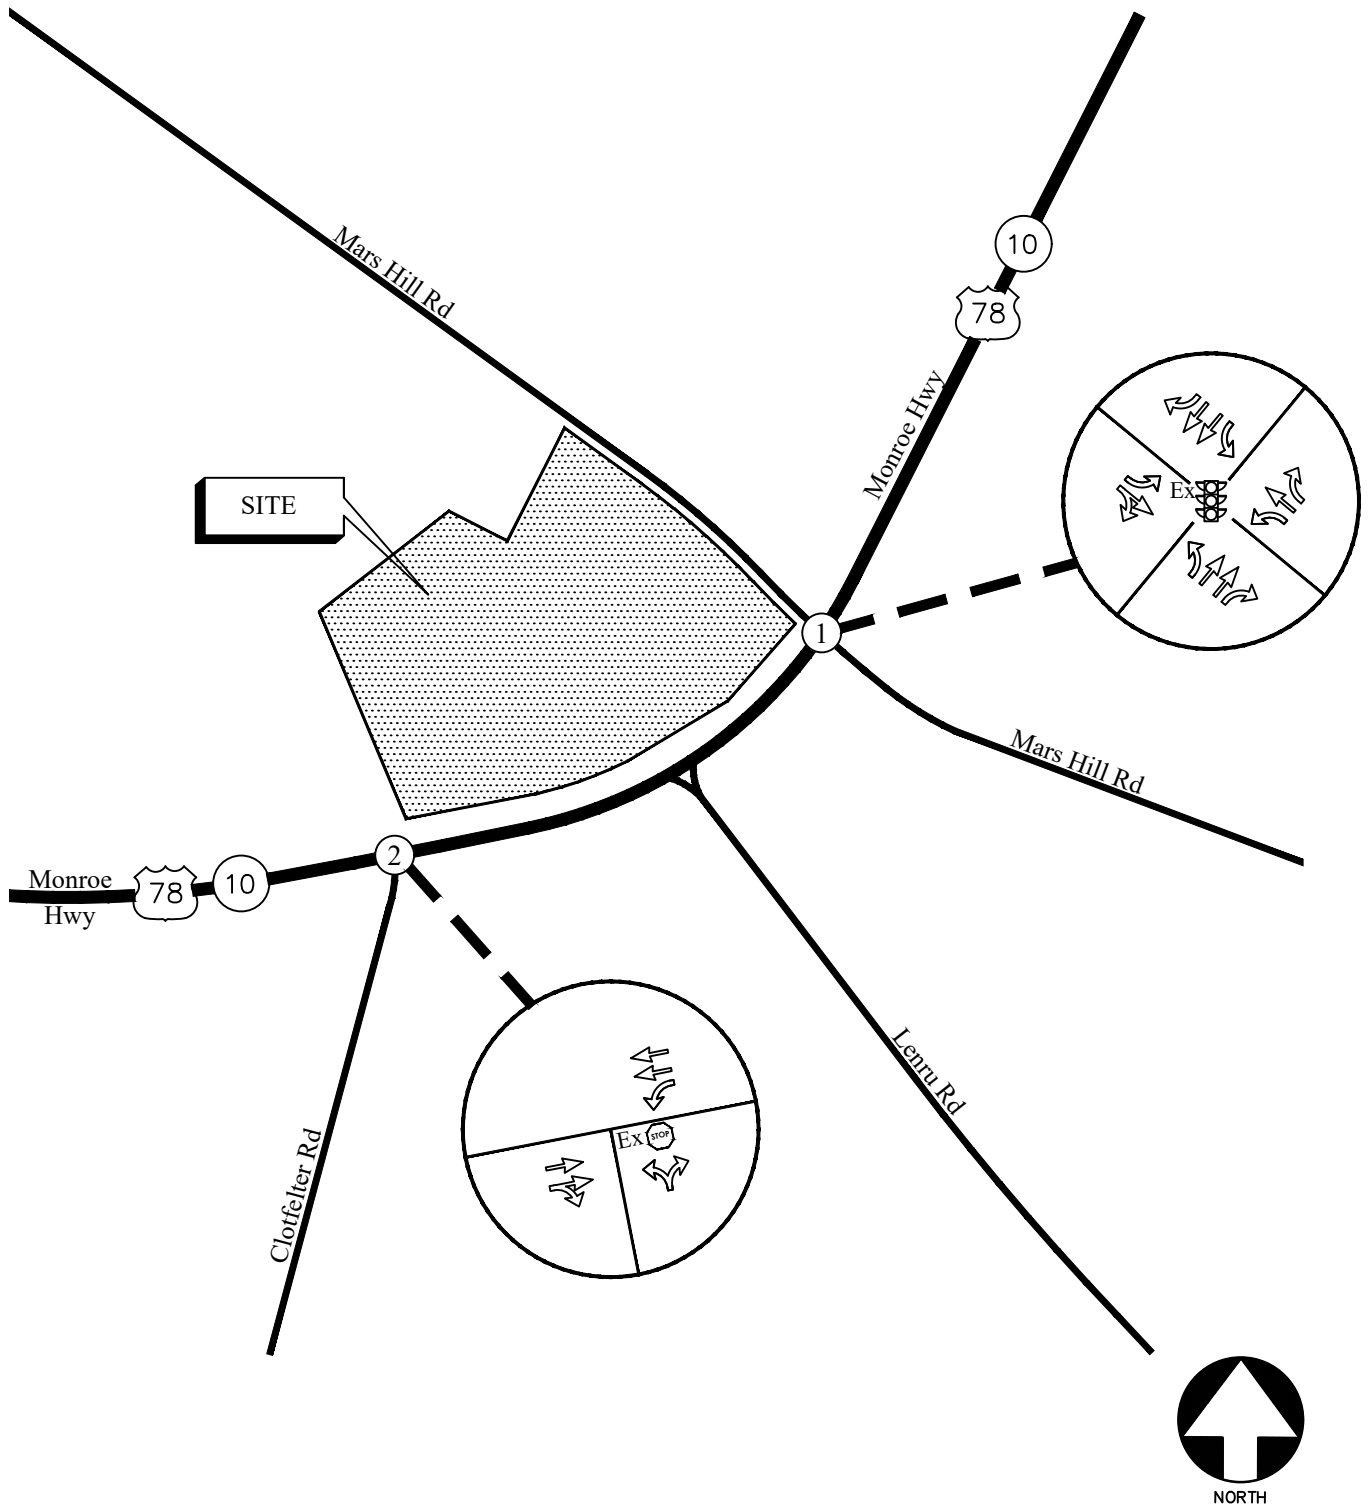 10
78
Mars Hill Rd
Monroe Hwy
Ex
SITE
1
Mars Hill Rd
2
Monroe
Hwy
78
10
Lenru Rd
Ex
STOP
Clotfelter Rd
NORTH